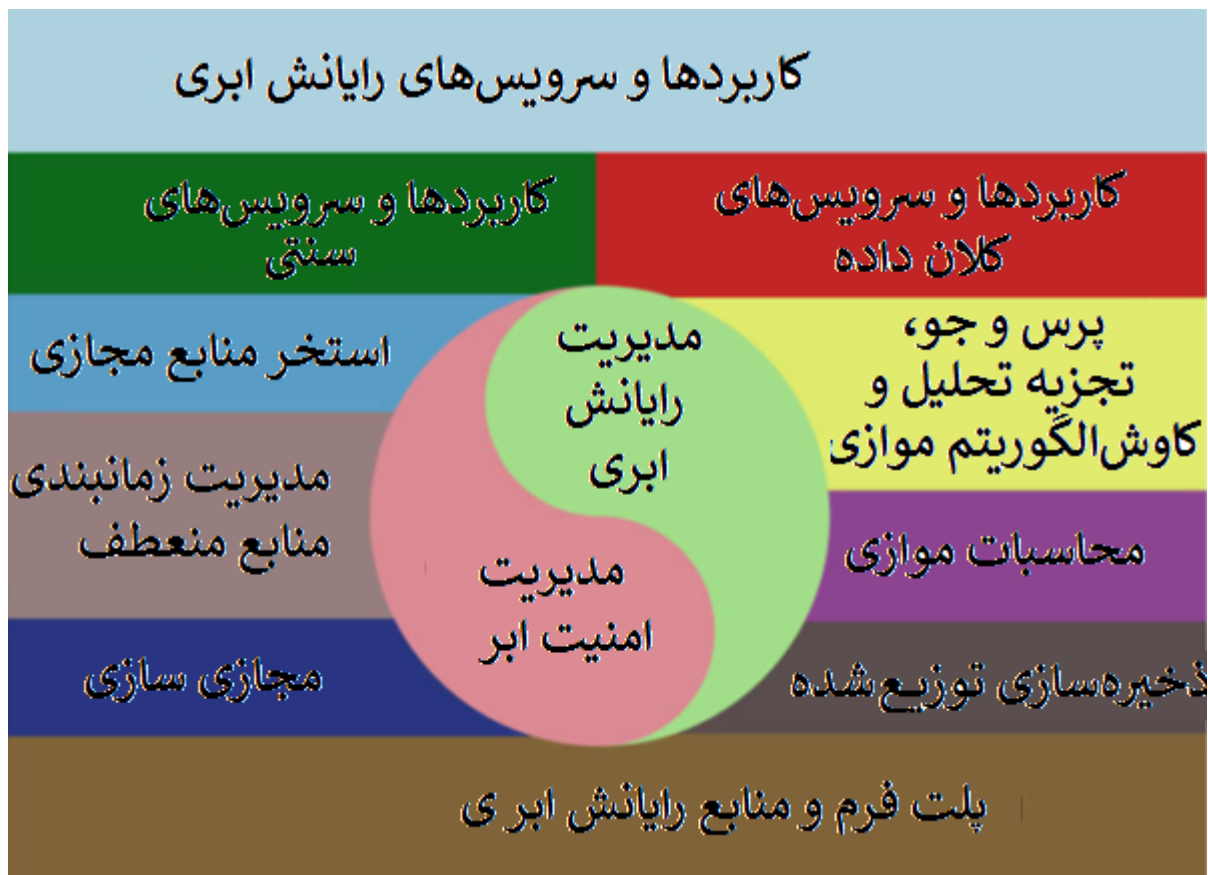 کاربردها و سرویس‌های رایانش ابری
کاربردها و سرویس‌های
کلان داده
کاربردها و سرویس‌های
سنتی
پرس و جو،
تجزیه تحلیل و
کاوش‌الگوریتم موازی
محاسبات موازی
ذخیره‌سازی توزیع‌شده
مدیریت
رایانش
ابری
مدیریت
امنیت ابر
استخر منابع مجازی
مدیریت زمانبندی
منابع منعطف
مجازی سازی
پلت فرم و منابع رایانش ابر ی